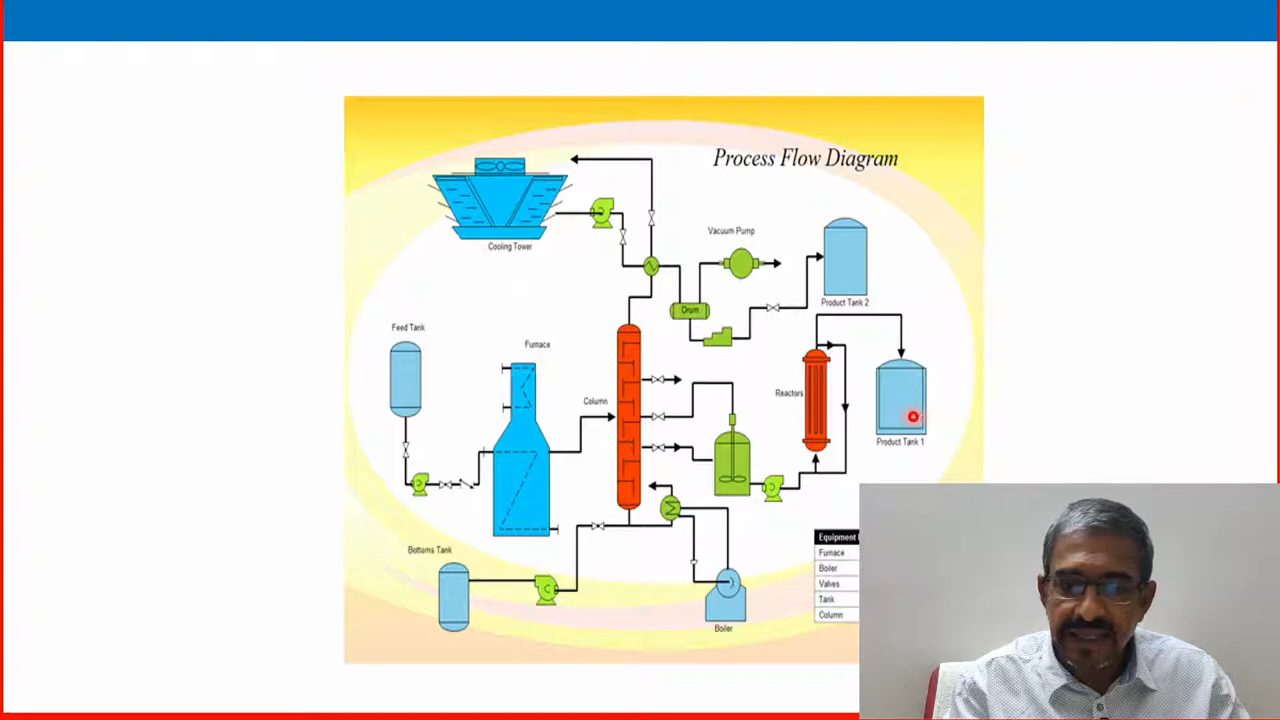 Process Flow Diagram
Cooling Tower
Vacuum Pump
Product Tank 2
Drum
Feed Tank
Furnace
Column
Reactors
Product Tank 1
Bottoms Tank
Boiler
Equipment
Furnace
Boiler
Valves
Tank
Column